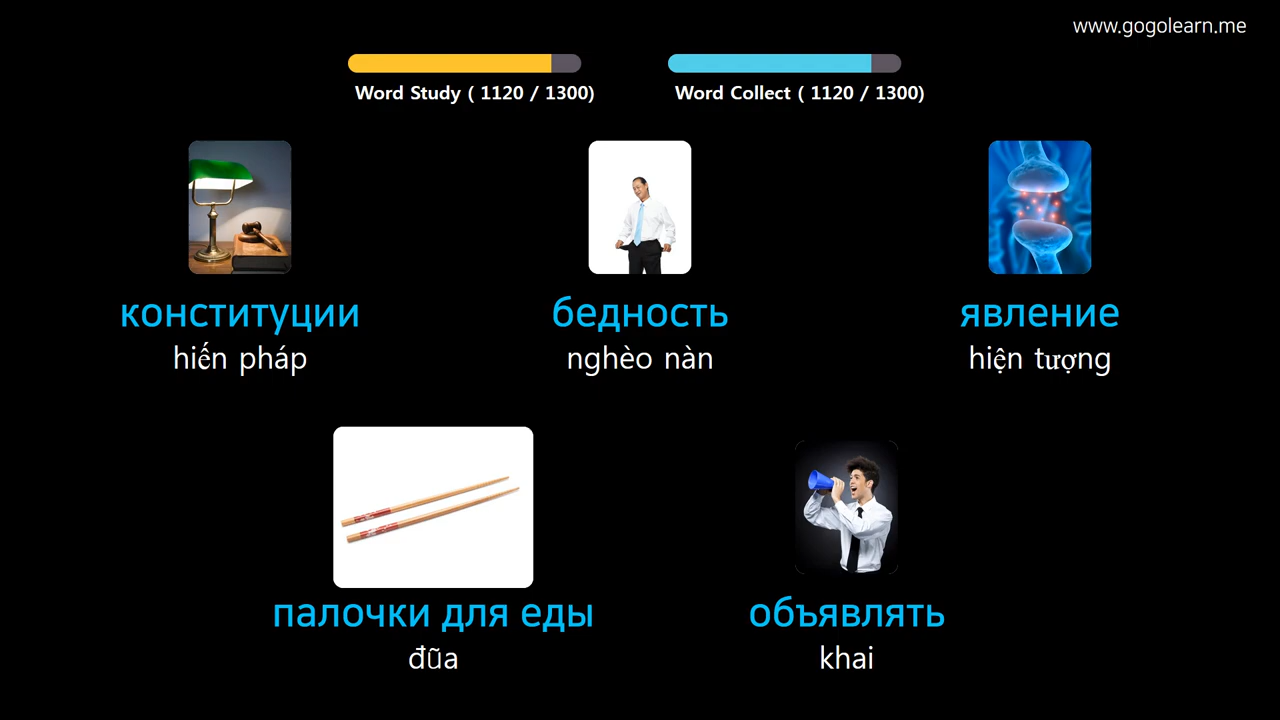 www.gogolearn.me
Word Study ( 1120 / 1300)
Word Collect ( 1120 / 1300)
конституции
hiến pháp
бедность
nghèo nàn
явление
hiện tượng
палочки для еды
đũa
объявлять
khai